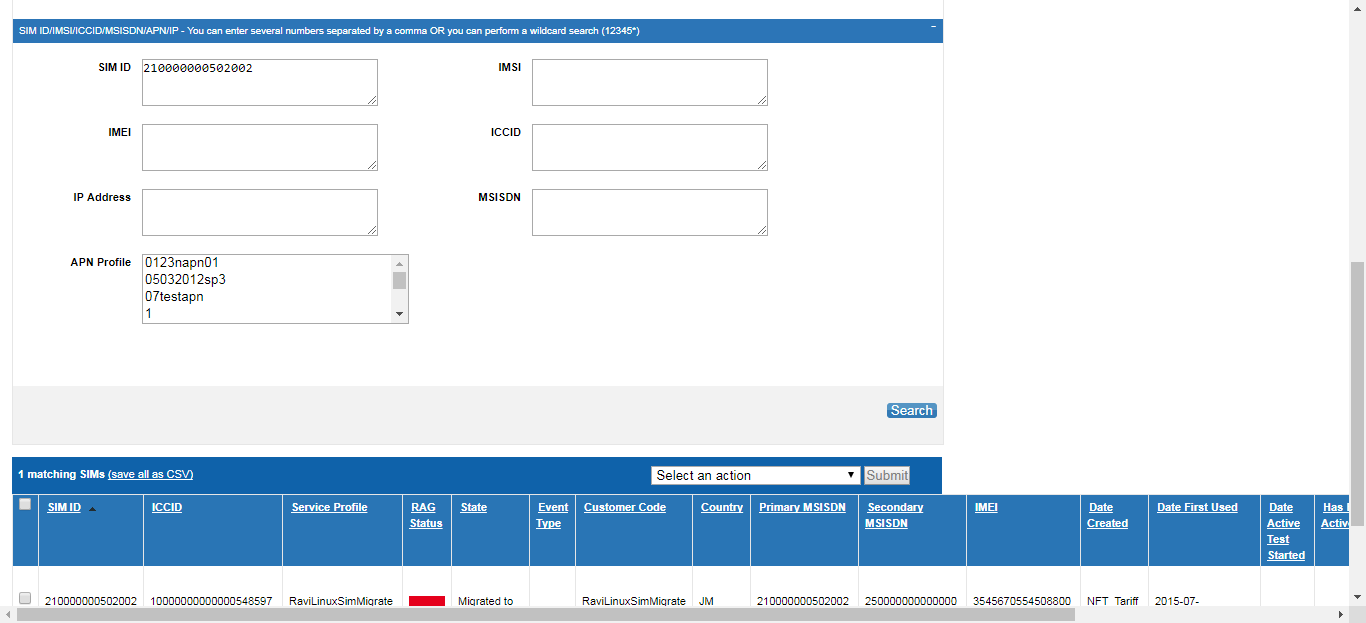 SIM ID/IMSI/ICCID/MSISDN/APN/IP - You can enter several numbers separated by a comma OR you can perform a wildcard search (12345*)
SIM ID 210000000502002 IMSI
IMEI ICCID
IP Address MSISDN
APN Profile 0123napn01
05032012sp3
07testapn
1
Search
1 matching SIMs (save all as CSV) Select an action Submit
SIM ID ICCID Service Profile RAG Status State Event Type Customer Code Country Primary MSISDN Secondary MSISDN IMEI Date Created Date First Used Date Active Test Started Has
210000000502002 10000000000000548597 RaviLinuxSimMigrate Migrated to RaviLinuxSimMigrate JM 210000000502002 250000000000000 3545670554508800 NFT_Tariff 2015-07-